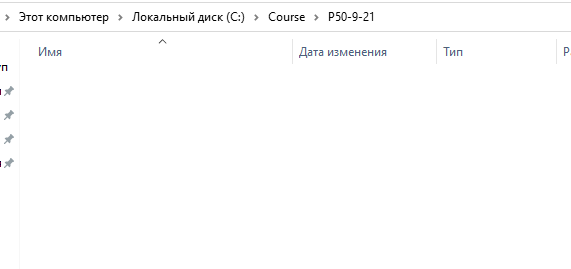 Этот компьютер > Локальный диск (C:) > Course > P50-9-21
Имя Дата изменения Тип